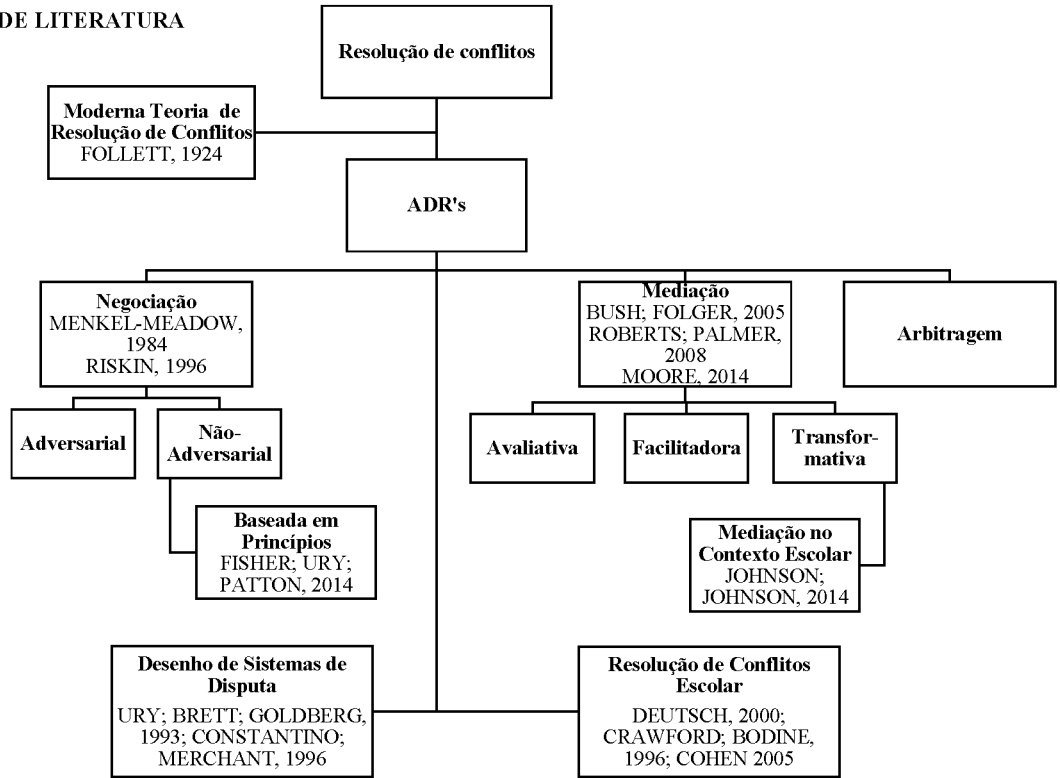 DE LITERATURA
Resolução de conflitos
Moderna Teoria de
Resolução de Conflitos
FOLLETT, 1924
ADR's
Negociação
MENKEL-MEADOW,
1984
RISKIN, 1996
Mediação
BUSH; FOLGER, 2005
ROBERTS; PALMER,
2008
MOORE, 2014
Arbitragem
Adversarial
Não-
Adversarial
Avaliativa
Facilitadora
Transfor-
mativa
Baseada em
Princípios
FISHER; URY;
PATTON, 2014
Mediação no
Contexto Escolar
JOHNSON;
JOHNSON, 2014
Desenho de Sistemas de
Disputa
URY; BRETT; GOLDBERG,
1993; CONSTANTINO;
MERCHANT, 1996
Resolução de Conflitos
Escolar
DEUTSCH, 2000;
CRAWFORD; BODINE,
1996; COHEN 2005